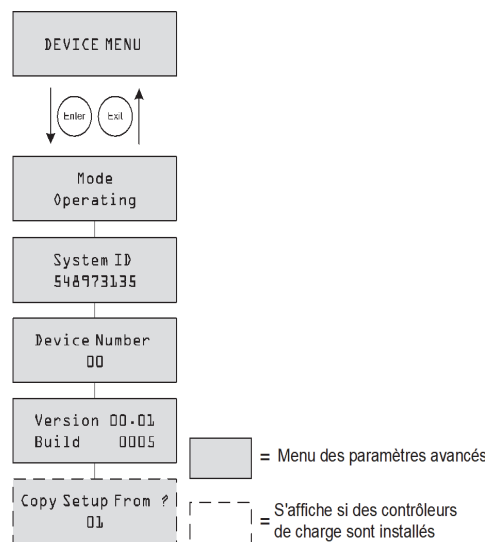 DEVICE MENU
Enter
Exit
Mode
Operating
System ID
548973135
Device Number
00
Version 00.01
Build 0005
Copy Setup From ?
01
= Menu des paramètres avancés
= S'affiche si des contrôleurs
de charge sont installés